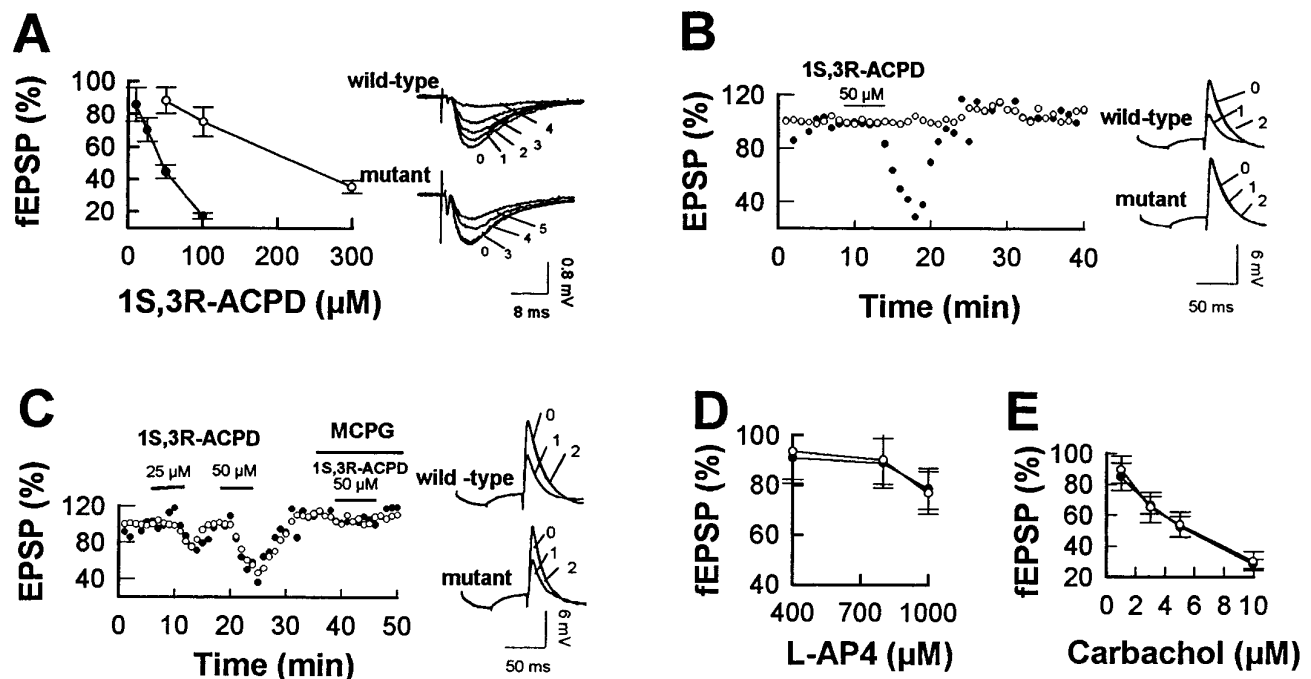 A
fEPSP (%)
100
80
60
40
20
0 100 200 300
1S,3R-ACPD (µM)
wild-type
4
0 1 2 3
mutant
5
4
0 3
0.8 mV
8 ms
B
EPSP (%)
1S,3R-ACPD
50 µM
120
80
40
0 10 20 30 40
Time (min)
wild-type
0
1
2
mutant
0
1
2
6 mV
50 ms
C
EPSP (%)
1S,3R-ACPD
25 µM 50 µM
MCPG
1S,3R-ACPD
50 µM
120
80
40
0 10 20 30 40 50
Time (min)
wild -type
0
1
2
mutant
0
1
2
6 mV
50 ms
D
fEPSP (%)
100
80
60
40
400 700 1000
L-AP4 (µM)
E
fEPSP (%)
100
80
60
40
20
0 2 4 6 8 10
Carbachol (µM)